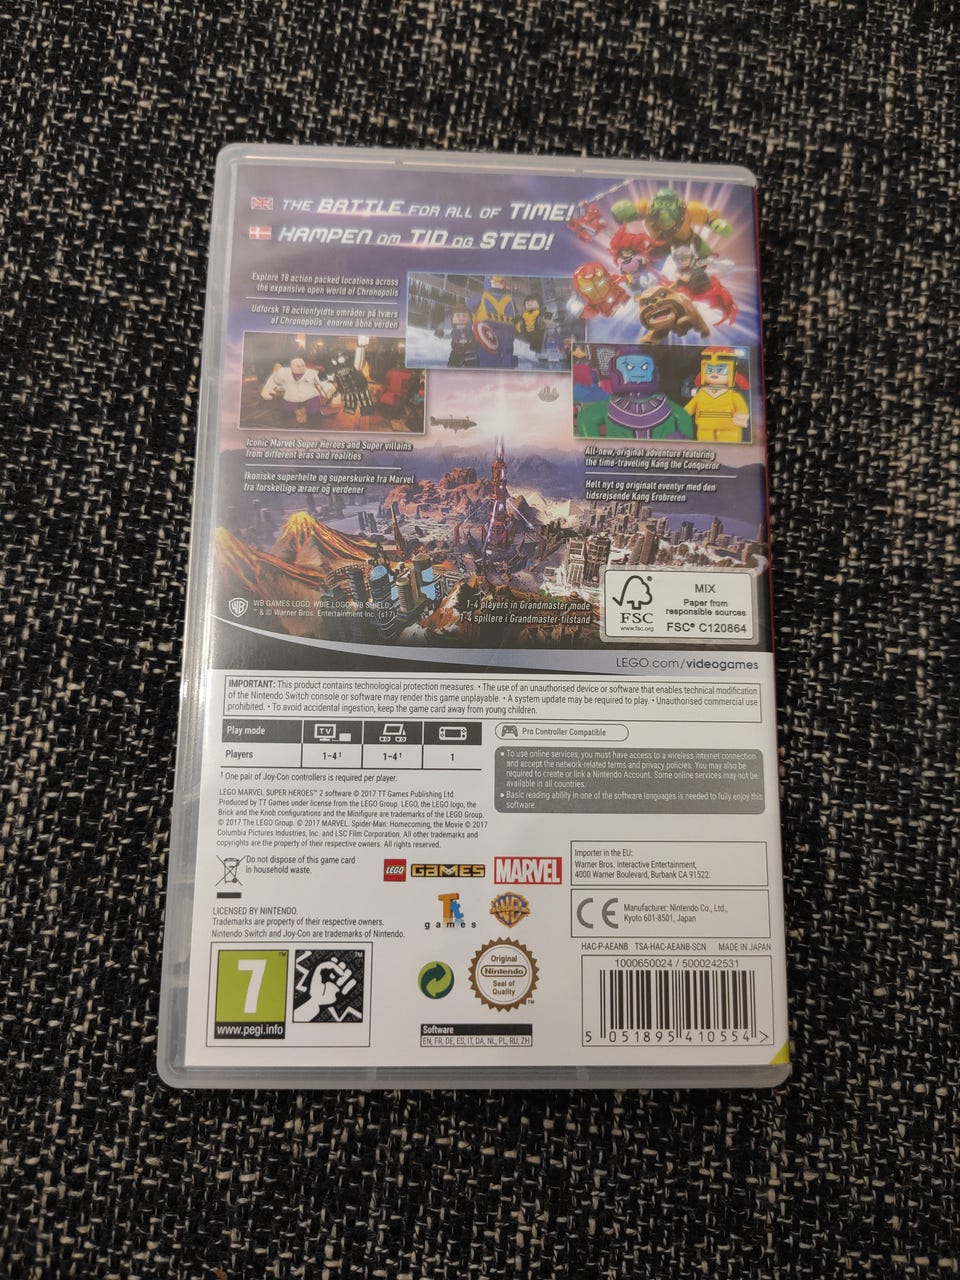 THE BATTLE FOR ALL OF TIME!
KAMPEN OM TID OG STED!
Explore 18 action packed locations across
the expansive open world of Chronopolis
Udforsk 18 actionfyldte områder på tværs
af Chronopolis' enorme åbne verden
Iconic Marvel Super Heroes and Super villains
from different eras and realities
Ikoniske superhelte og superskurke fra Marvel
fra forskellige æraer og verdener
All-new, original adventure featuring
the time-traveling Kang the Conqueror
Helt nyt og originalt eventyr med den
tidsrejsende Kang Erobreren
WB GAMES LOGO, WBIE LOGO, WB SHIELD:
™ & © Warner Bros. Entertainment Inc. (s17)
1-4 players in Grandmaster mode
1-4 spillere i Grandmaster-tilstand
FSC
www.fsc.org
MIX
Paper from
responsible sources
FSC® C120864
LEGO.com/videogames
IMPORTANT: This product contains technological protection measures. • The use of an unauthorised device or software that enables technical modification
of the Nintendo Switch console or software may render this game unplayable. • A system update may be required to play. • Unauthorised commercial use
prohibited. • To avoid accidental ingestion, keep the game card away from young children.
Play mode TV
Players 1-4¹ 1-4¹ 1
¹ One pair of Joy-Con controllers is required per player.
Pro Controller Compatible
• To use online services, you must have access to a wireless internet connection
and accept the network-related terms and privacy policies. You may also be
required to create or link a Nintendo Account. Some online services may not be
available in all countries.
• Basic reading ability in one of the software languages is needed to fully enjoy this
software.
LEGO MARVEL SUPER HEROES™ 2 software © 2017 TT Games Publishing Ltd.
Produced by TT Games under license from the LEGO Group. LEGO, the LEGO logo, the
Brick and the Knob configurations and the Minifigure are trademarks of the LEGO Group.
© 2017 The LEGO Group. © 2017 MARVEL. Spider-Man: Homecoming, the Movie © 2017
Columbia Pictures Industries, Inc. and LSC Film Corporation. All other trademarks and
copyrights are the property of their respective owners. All rights reserved.
Do not dispose of this game card
in household waste.
LEGO GAMES MARVEL
Importer in the EU:
Warner Bros. Interactive Entertainment,
4000 Warner Boulevard, Burbank CA 91522.
Tt
games
CE
Manufacturer: Nintendo Co., Ltd.,
Kyoto 601-8501, Japan
LICENSED BY NINTENDO.
Trademarks are property of their respective owners.
Nintendo Switch and Joy-Con are trademarks of Nintendo.
HAC-P-AEANB TSA-HAC-AEANB-SCN MADE IN JAPAN
7
www.pegi.info
Original
Nintendo
Seal of
Quality
1000650024 / 5000242531
5 051895 410554 >
Software
EN, FR, DE, ES, IT, DA, NL, PL, RU, ZH